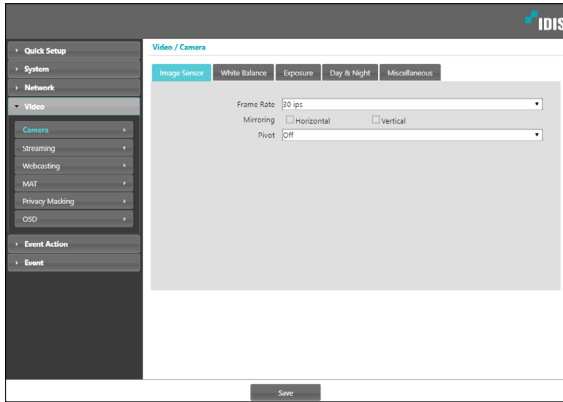 IDIS
Quick Setup
System
Network
Video
Camera
Streaming
Webcasting
MAT
Privacy Masking
OSD
Event Action
Event
Video / Camera
Image Sensor White Balance Exposure Day & Night Miscellaneous
Frame Rate 30 ips
Mirroring Horizontal Vertical
Pivot Off
Save